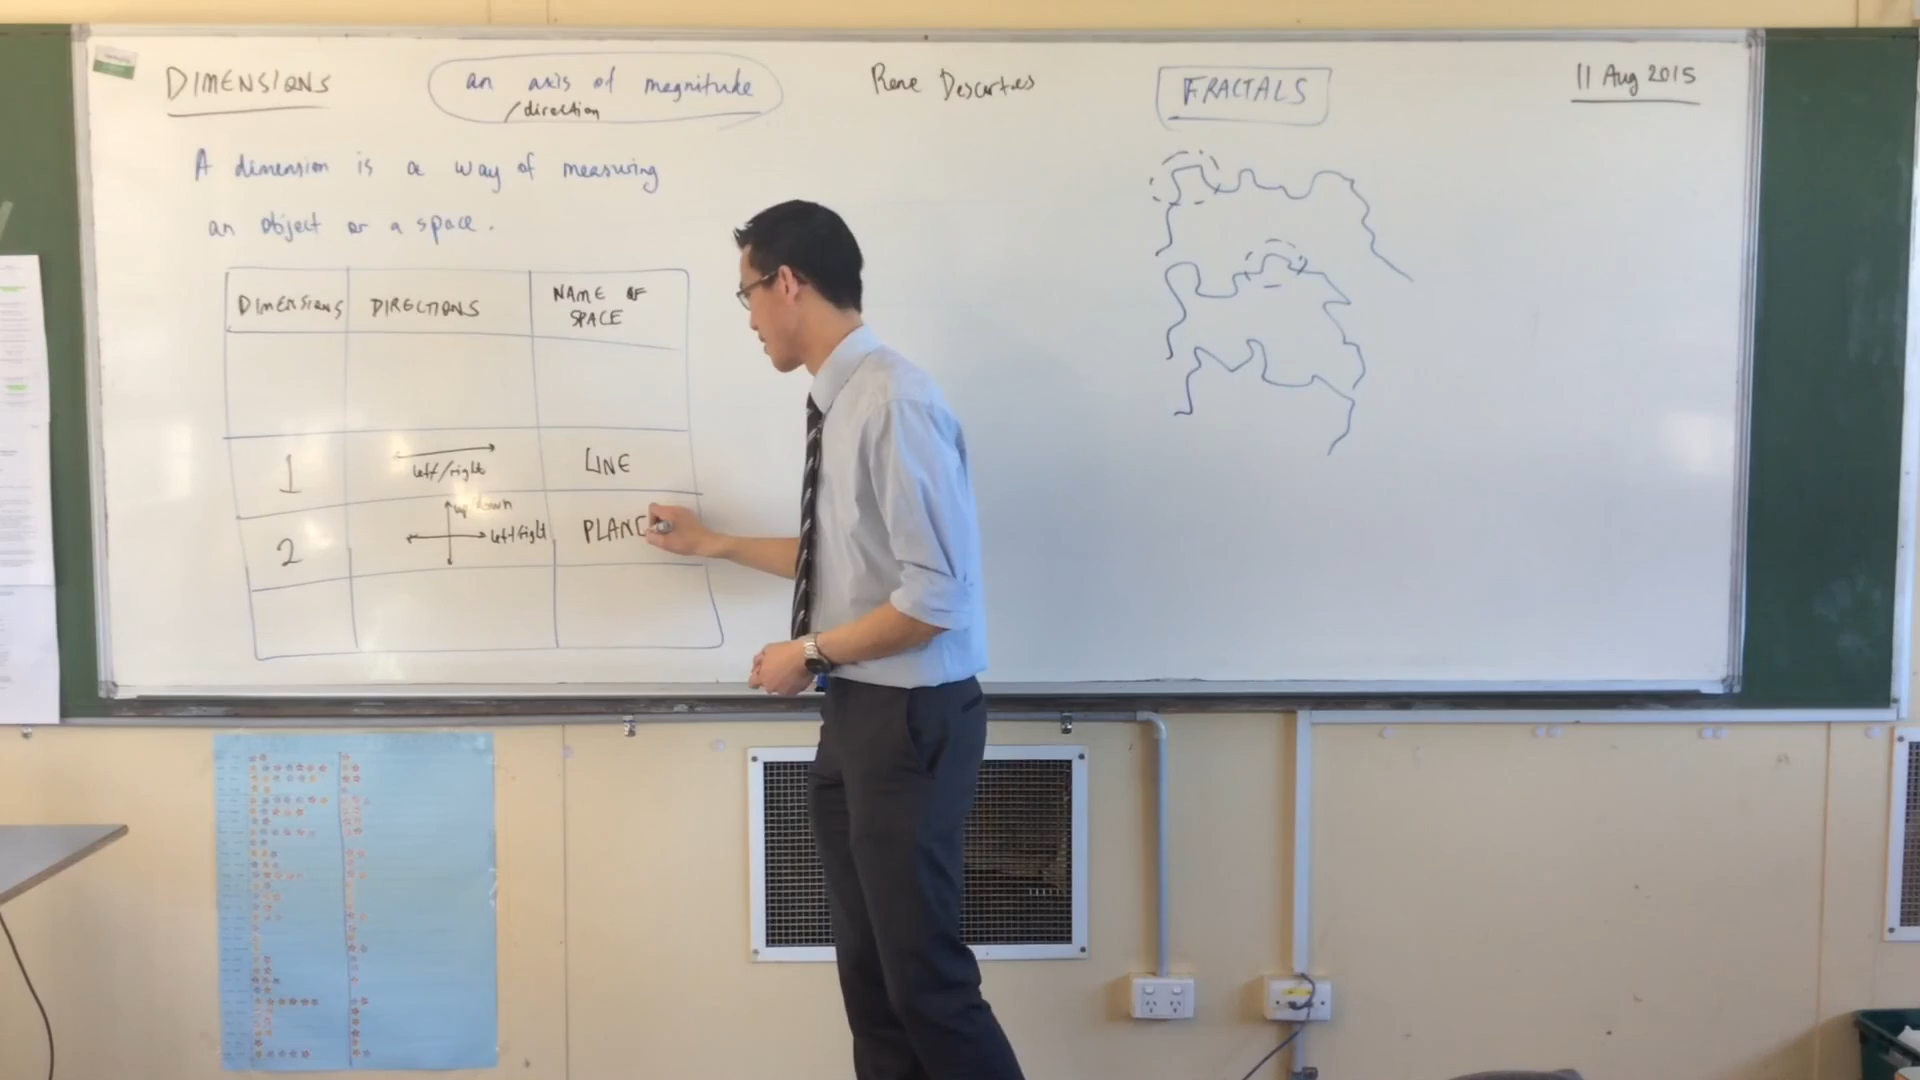 DIMENSIONS
an axis of magnitude
/direction
Rene Descartes
FRACTALS
11 Aug 2015
A dimension is a way of measuring
an object or a space.
DIMENSIONS DIRECTIONS NAME OF
SPACE
1 left/right LINE
up/down
2 left/right PLANE